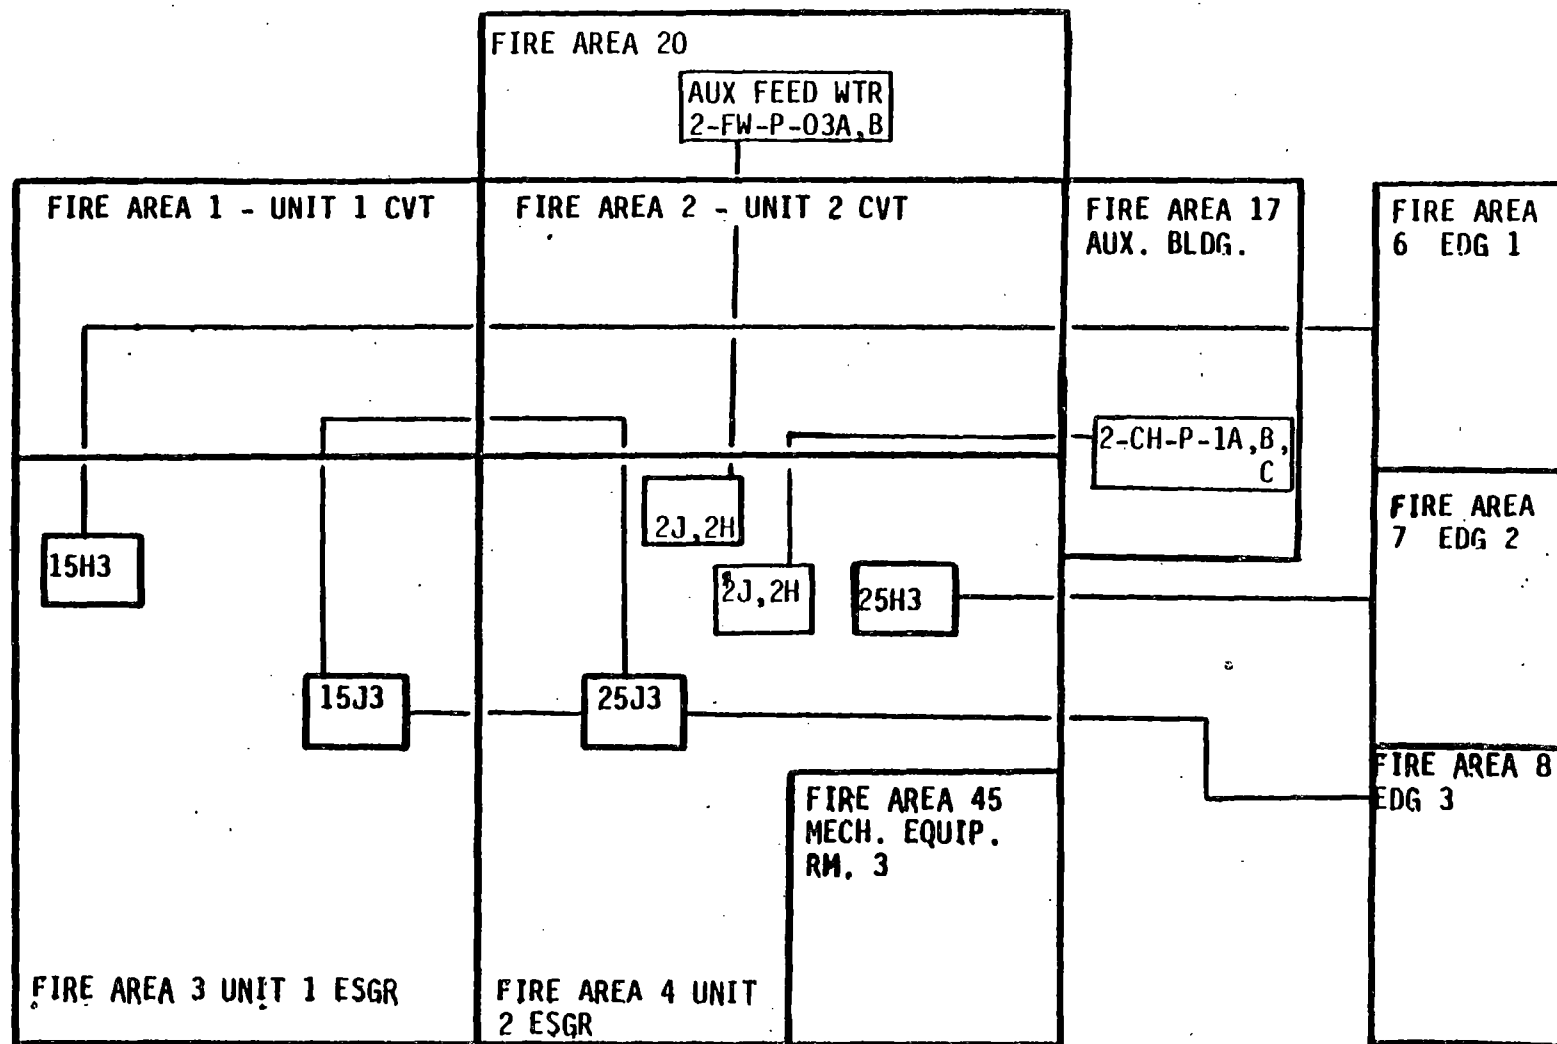 FIRE AREA 20
AUX FEED WTR
2-FW-P-03A,B
FIRE AREA 1 - UNIT 1 CVT
FIRE AREA 2 - UNIT 2 CVT
FIRE AREA 17
AUX. BLDG.
FIRE AREA
6 EDG 1
2-CH-P-1A,B,
C
2J,2H
FIRE AREA
7 EDG 2
15H3
2J,2H
25H3
15J3
25J3
FIRE AREA 8
EDG 3
FIRE AREA 45
MECH. EQUIP.
RM. 3
FIRE AREA 3 UNIT 1 ESGR
FIRE AREA 4 UNIT
2 ESGR